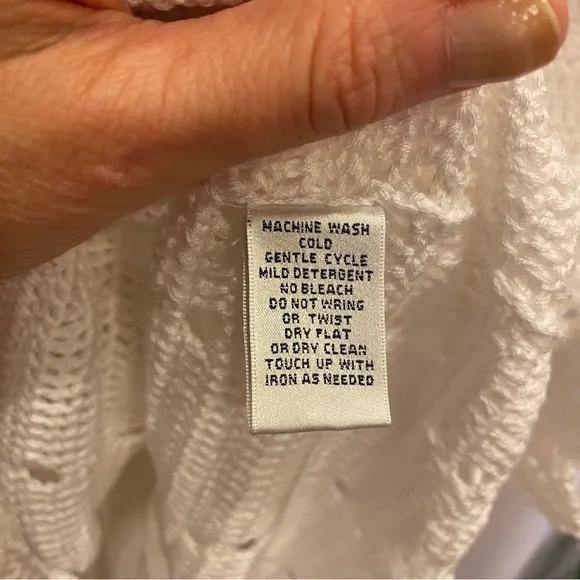 MACHINE WASH
COLD
GENTLE CYCLE
MILD DETERGENT
NO BLEACH
DO NOT WRING
OR TWIST
DRY FLAT
OR DRY CLEAN
TOUCH UP WITH
IRON AS NEEDED